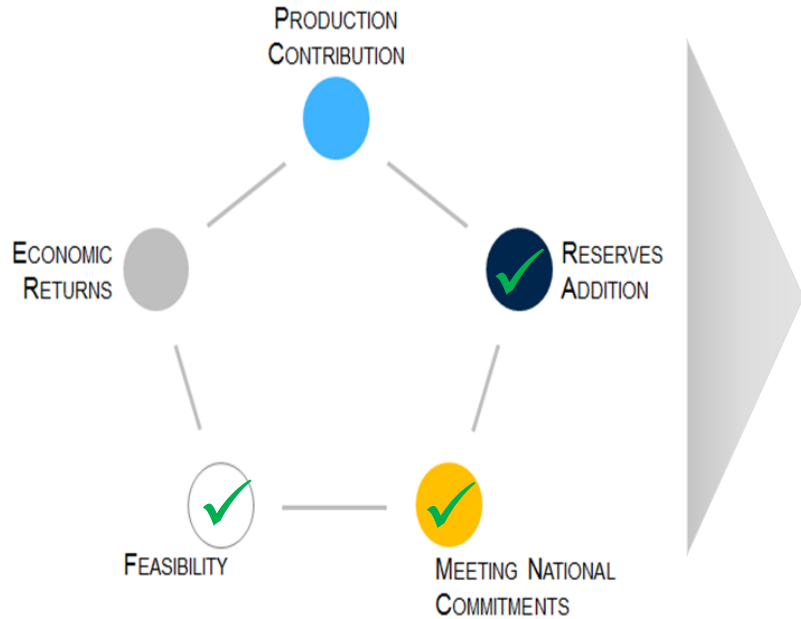 PRODUCTION
CONTRIBUTION
ECONOMIC
RETURNS
RESERVES
ADDITION
FEASIBILITY
MEETING NATIONAL
COMMITMENTS